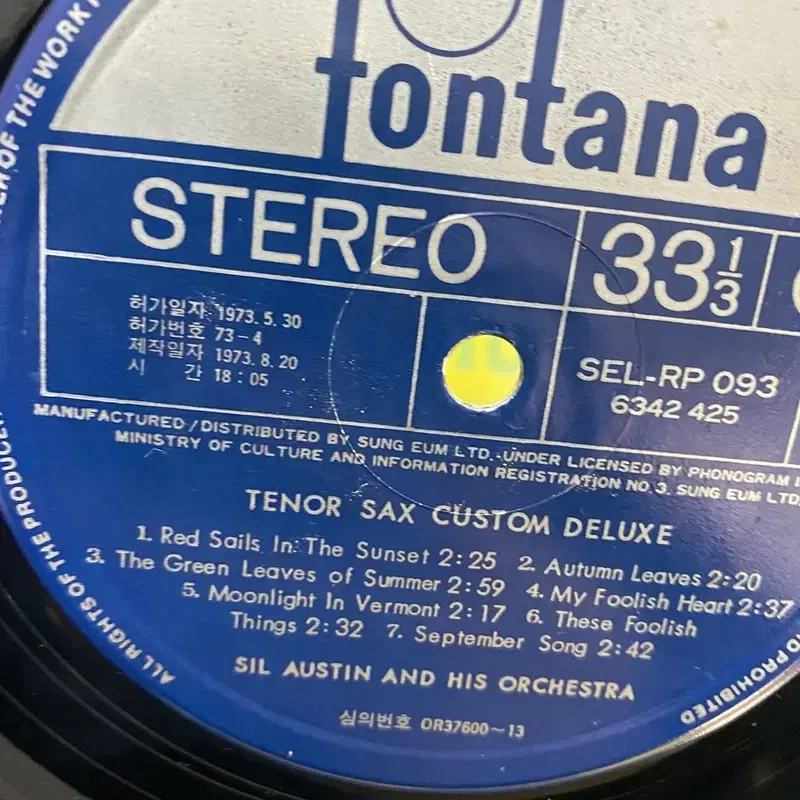 fontana
STEREO
33 1/3
허가일자 1973.5.30
허가번호 73-4
제작일자 1973.8.20
시 간 18:05
SEL-RP 093
6342 425
MANUFACTURED/DISTRIBUTED BY SUNG EUM LTD.-UNDER LICENSED BY PHONOGRAM
MINISTRY OF CULTURE AND INFORMATION REGISTRATION NO. 3. SUNG EUM LTD.
TENOR SAX CUSTOM DELUXE
1. Red Sails In The Sunset 2:25 2. Autumn Leaves 2:20
3. The Green Leaves of Summer 2:59 4. My Foolish Heart 2:37
5. Moonlight In Vermont 2:17 6. These Foolish
Things 2:32 7. September Song 2:42
SIL AUSTIN AND HIS ORCHESTRA
심의번호 OR37600~13
ALL RIGHTS OF THE PRODUCER
OF THE WORK
PROHIBITED